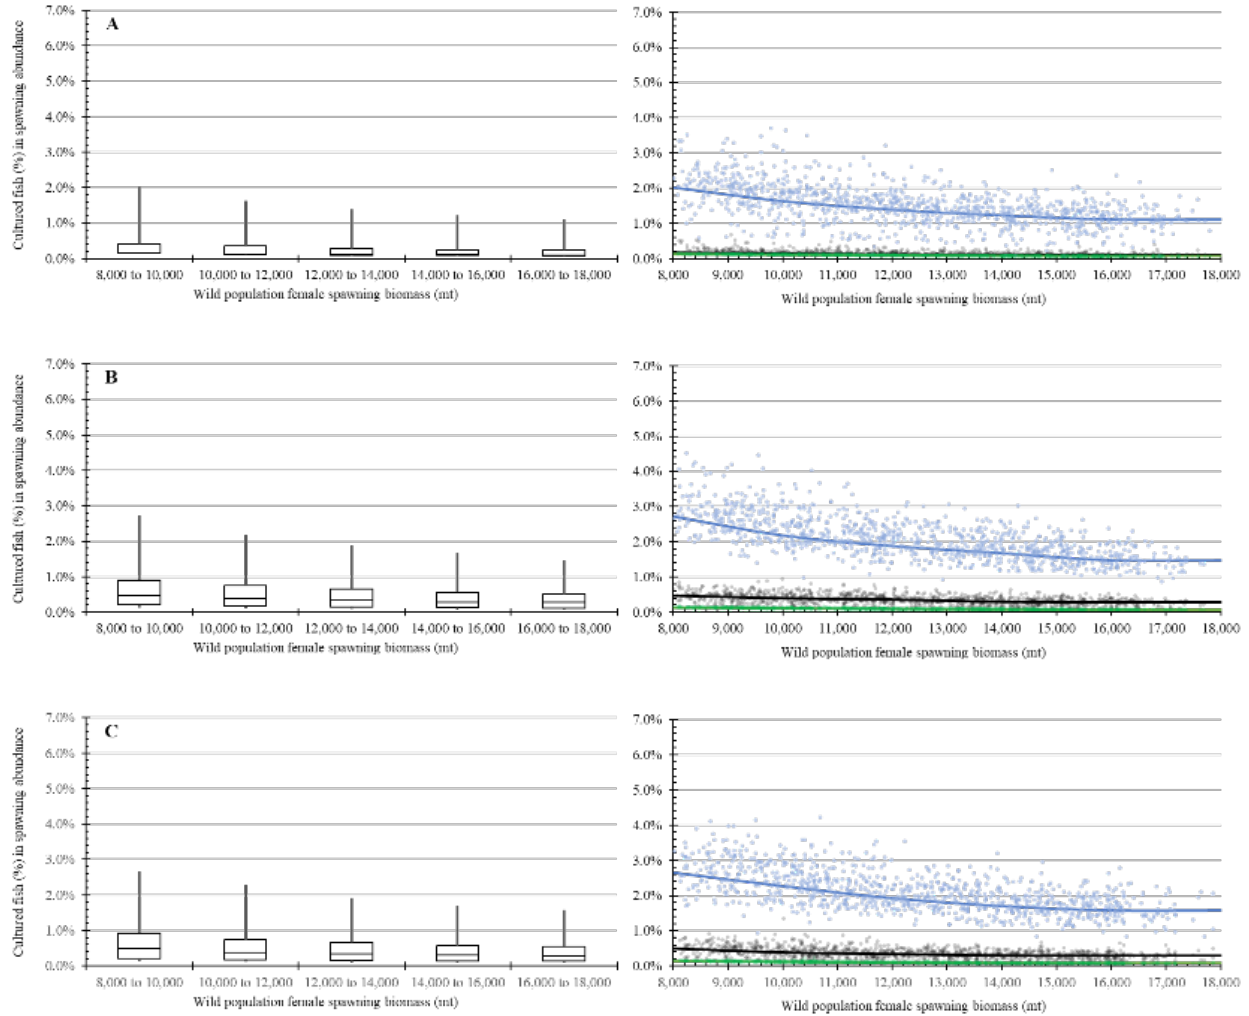 A
Cultured fish (%) in spawning abundance
7.0%
6.0%
5.0%
4.0%
3.0%
2.0%
1.0%
0.0%
8,000 to 10,000 10,000 to 12,000 12,000 to 14,000 14,000 to 16,000 16,000 to 18,000
Wild population female spawning biomass (mt)
7.0%
6.0%
5.0%
4.0%
3.0%
2.0%
1.0%
0.0%
8,000 9,000 10,000 11,000 12,000 13,000 14,000 15,000 16,000 17,000 18,000
Wild population female spawning biomass (mt)
B
Cultured fish (%) in spawning abundance
7.0%
6.0%
5.0%
4.0%
3.0%
2.0%
1.0%
0.0%
8,000 to 10,000 10,000 to 12,000 12,000 to 14,000 14,000 to 16,000 16,000 to 18,000
Wild population female spawning biomass (mt)
7.0%
6.0%
5.0%
4.0%
3.0%
2.0%
1.0%
0.0%
8,000 9,000 10,000 11,000 12,000 13,000 14,000 15,000 16,000 17,000 18,000
Wild population female spawning biomass (mt)
C
Cultured fish (%) in spawning abundance
7.0%
6.0%
5.0%
4.0%
3.0%
2.0%
1.0%
0.0%
8,000 to 10,000 10,000 to 12,000 12,000 to 14,000 14,000 to 16,000 16,000 to 18,000
Wild population female spawning biomass (mt)
7.0%
6.0%
5.0%
4.0%
3.0%
2.0%
1.0%
0.0%
8,000 9,000 10,000 11,000 12,000 13,000 14,000 15,000 16,000 17,000 18,000
Wild population female spawning biomass (mt)